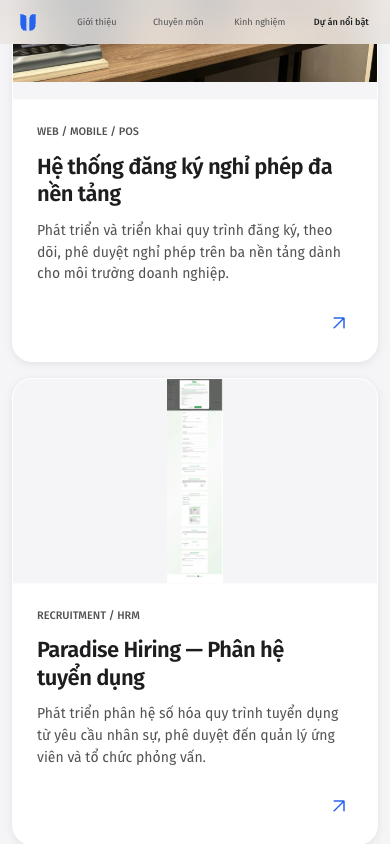 Giới thiệu
Chuyên môn
Kinh nghiệm
Dự án nổi bật
WEB / MOBILE / POS
Hệ thống đăng ký nghỉ phép đa
nền tảng
Phát triển và triển khai quy trình đăng ký, theo
dõi, phê duyệt nghỉ phép trên ba nền tảng dành
cho môi trường doanh nghiệp.
RECRUITMENT / HRM
Paradise Hiring — Phân hệ
tuyển dụng
Phát triển phân hệ số hóa quy trình tuyển dụng
từ yêu cầu nhân sự, phê duyệt đến quản lý ứng
viên và tổ chức phỏng vấn.